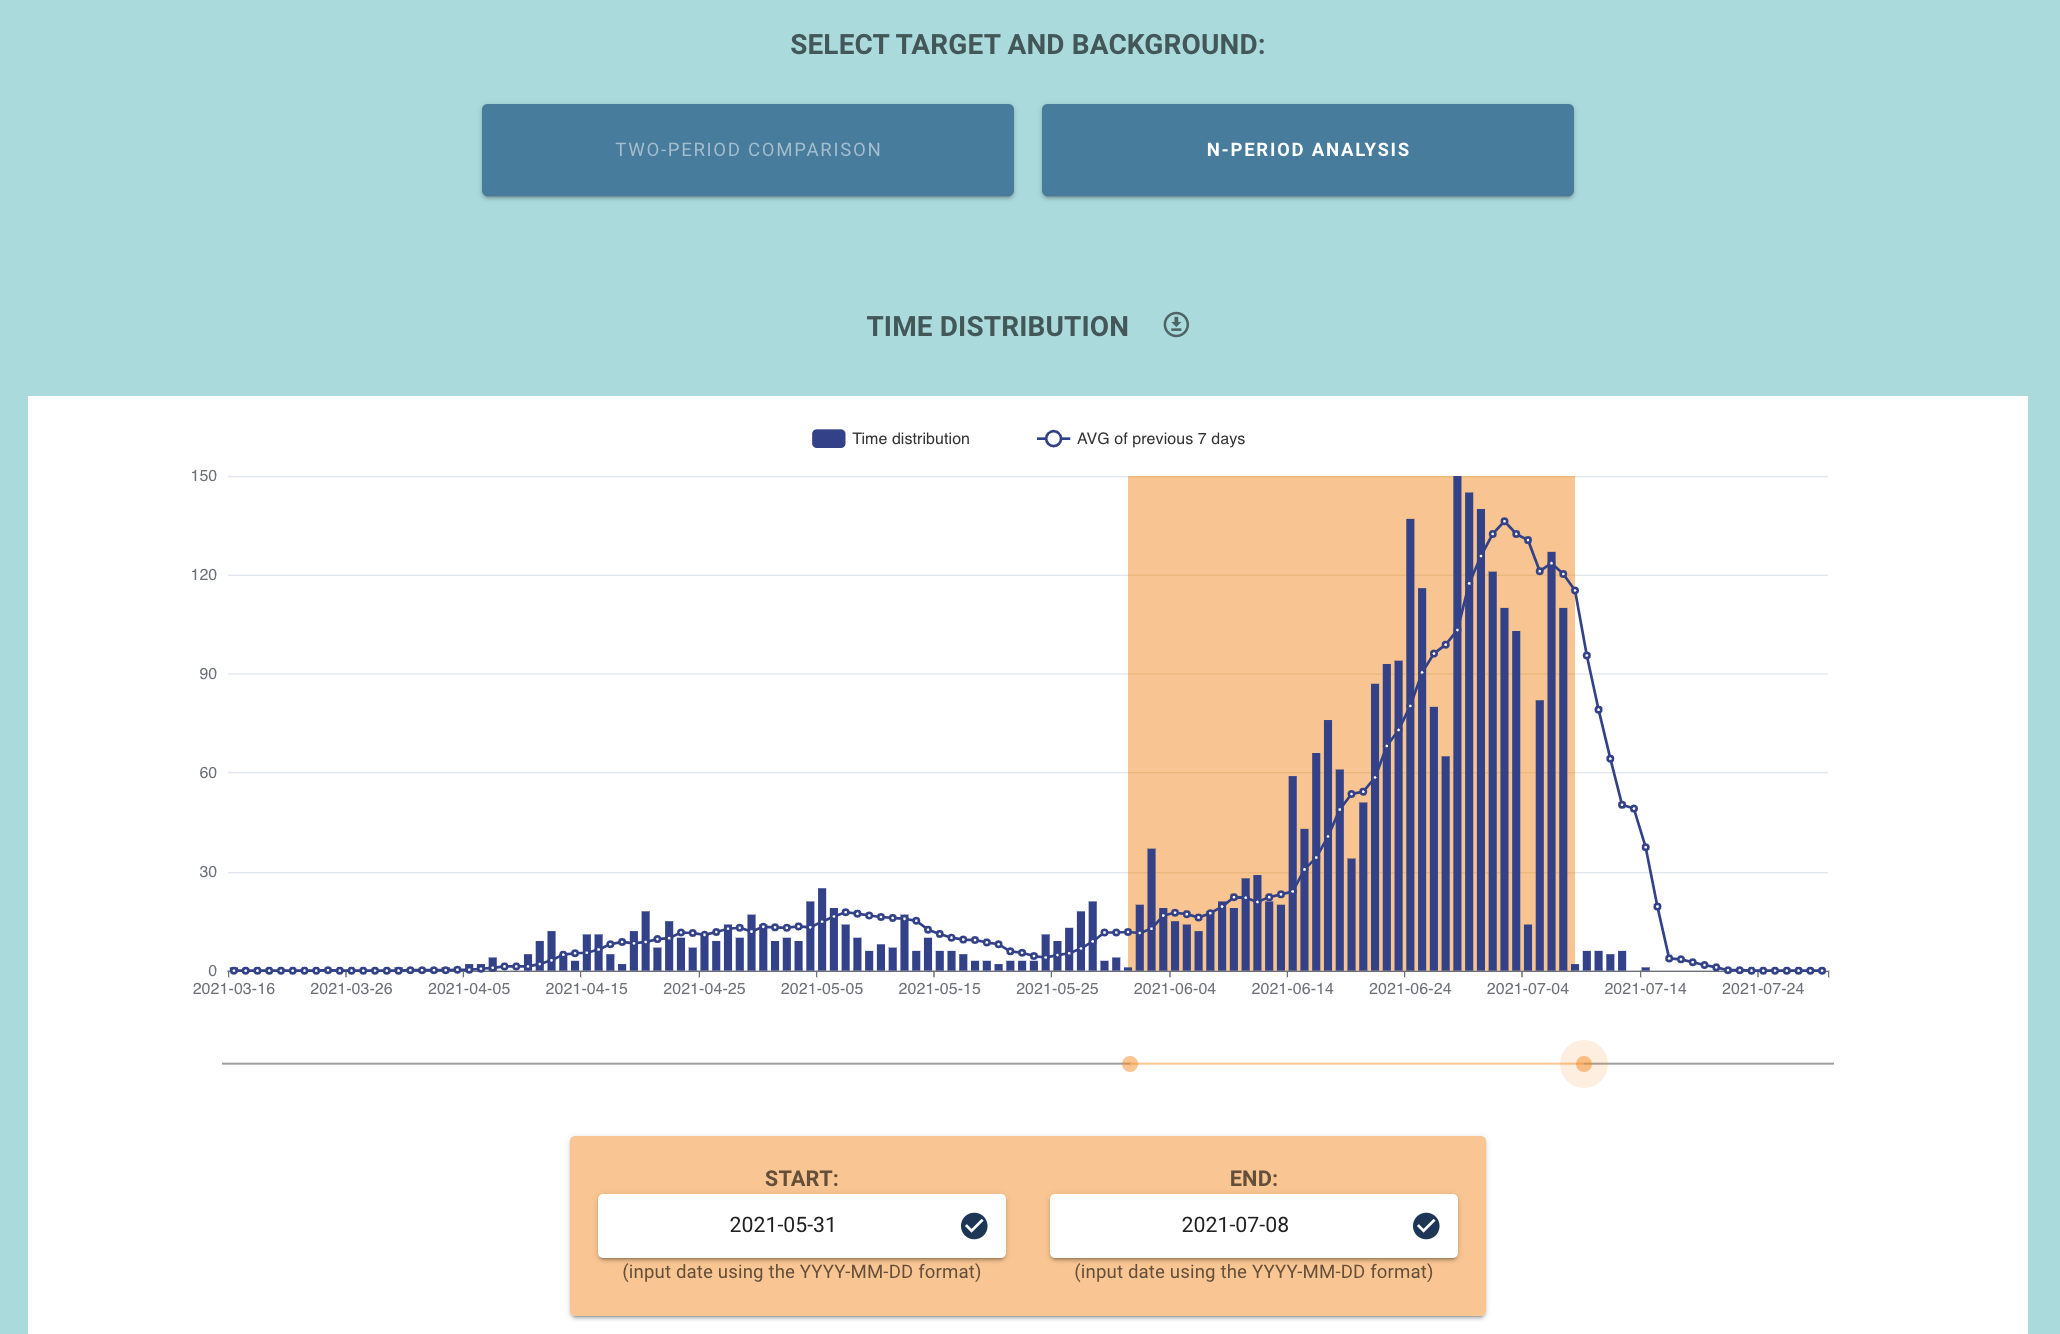 SELECT TARGET AND BACKGROUND:
TWO-PERIOD COMPARISON
N-PERIOD ANALYSIS
TIME DISTRIBUTION
Time distribution
AVG of previous 7 days
150
120
90
60
30
0
2021-03-16 2021-03-26 2021-04-05 2021-04-15 2021-04-25 2021-05-05 2021-05-15 2021-05-25 2021-06-04 2021-06-14 2021-06-24 2021-07-04 2021-07-14 2021-07-24
START:
2021-05-31
(input date using the YYYY-MM-DD format)
END:
2021-07-08
(input date using the YYYY-MM-DD format)